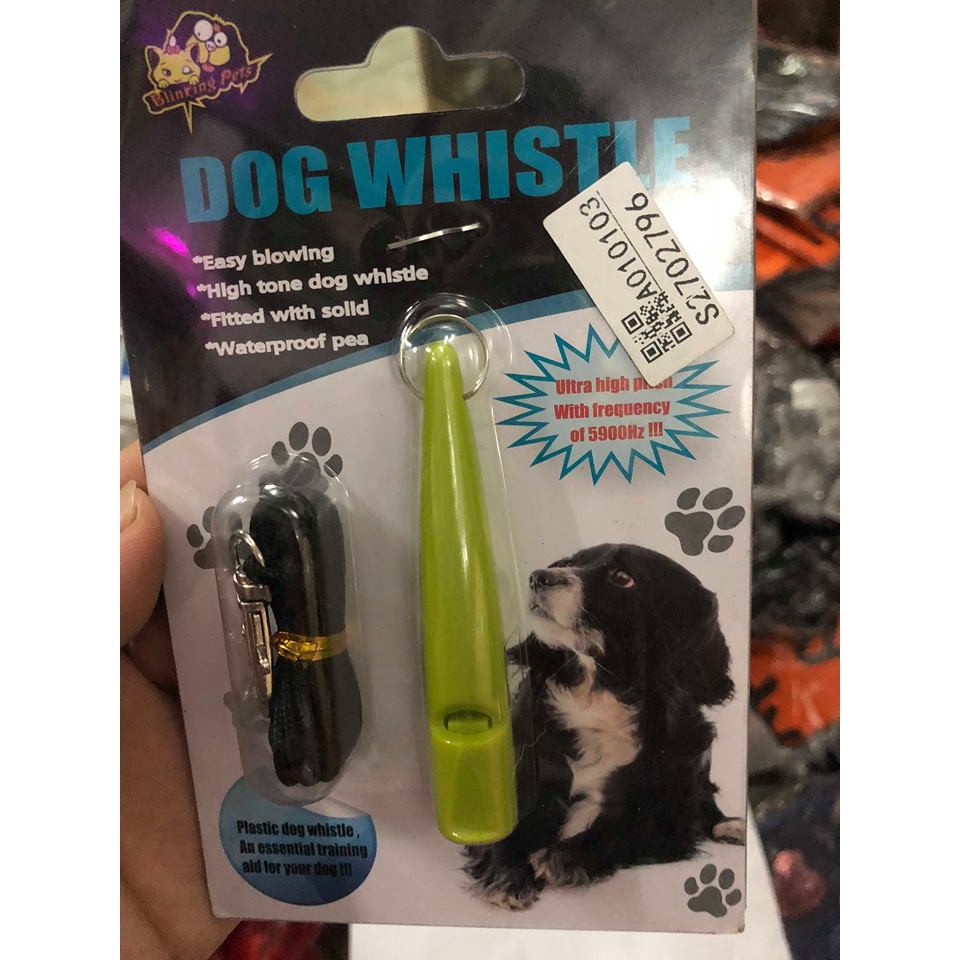 Blinking Pets
DOG WHISTLE
*Easy blowing
*High tone dog whistle
*Fitted with solid
*Waterproof pea
A010103
S2702796
Ultra high pitch
With frequency
of 5900Hz !!!
Plastic dog whistle ,
An essential training
aid for your dog !!!
K